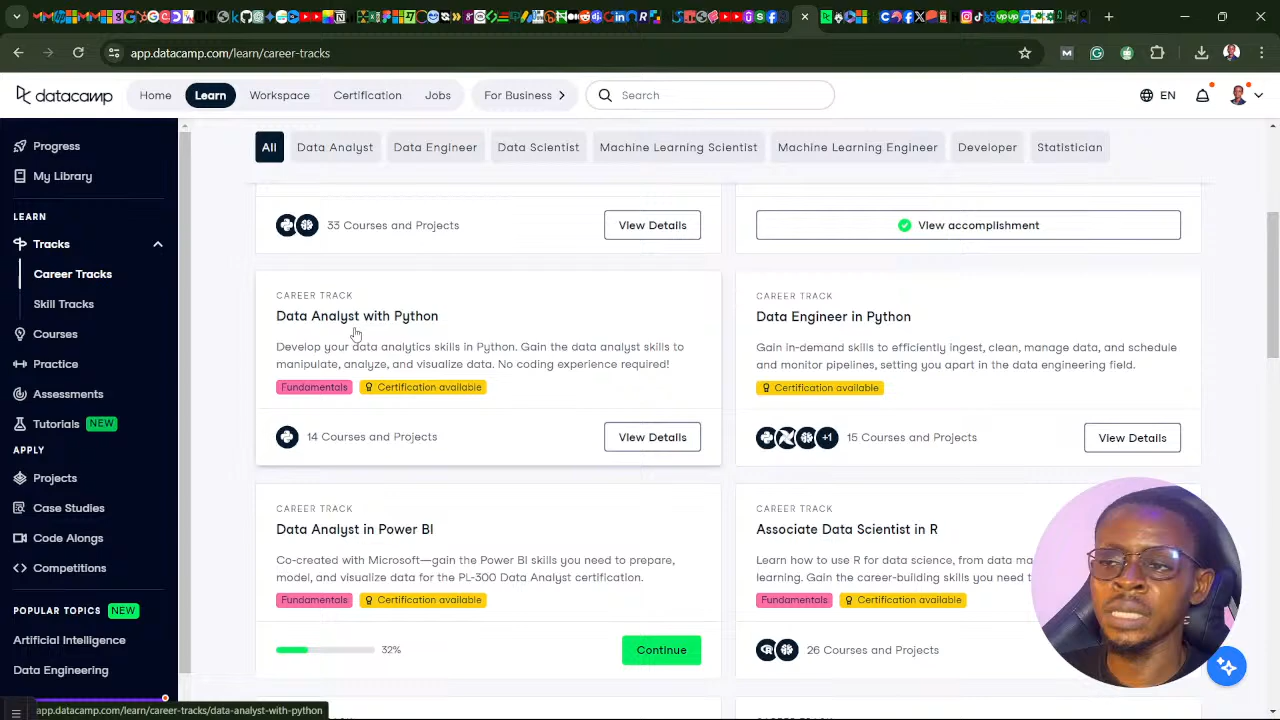 app.datacamp.com/learn/career-tracks
datacamp
Home
Learn
Workspace
Certification
Jobs
For Business
Search
EN
Progress
My Library
LEARN
Tracks
Career Tracks
Skill Tracks
Courses
Practice
Assessments
Tutorials NEW
APPLY
Projects
Case Studies
Code Alongs
Competitions
POPULAR TOPICS NEW
Artificial Intelligence
Data Engineering
All
Data Analyst
Data Engineer
Data Scientist
Machine Learning Scientist
Machine Learning Engineer
Developer
Statistician
33 Courses and Projects
View Details
View accomplishment
CAREER TRACK
Data Analyst with Python
Develop your data analytics skills in Python. Gain the data analyst skills to
manipulate, analyze, and visualize data. No coding experience required!
Fundamentals
Certification available
14 Courses and Projects
View Details
CAREER TRACK
Data Engineer in Python
Gain in-demand skills to efficiently ingest, clean, manage data, and schedule
and monitor pipelines, setting you apart in the data engineering field.
Certification available
+1
15 Courses and Projects
View Details
CAREER TRACK
Data Analyst in Power BI
Co-created with Microsoft—gain the Power BI skills you need to prepare,
model, and visualize data for the PL-300 Data Analyst certification.
Fundamentals
Certification available
32%
Continue
CAREER TRACK
Associate Data Scientist in R
Learn how to use R for data science, from data
learning. Gain the career-building skills you need
Fundamentals
Certification available
26 Courses and Projects
app.datacamp.com/learn/career-tracks/data-analyst-with-python